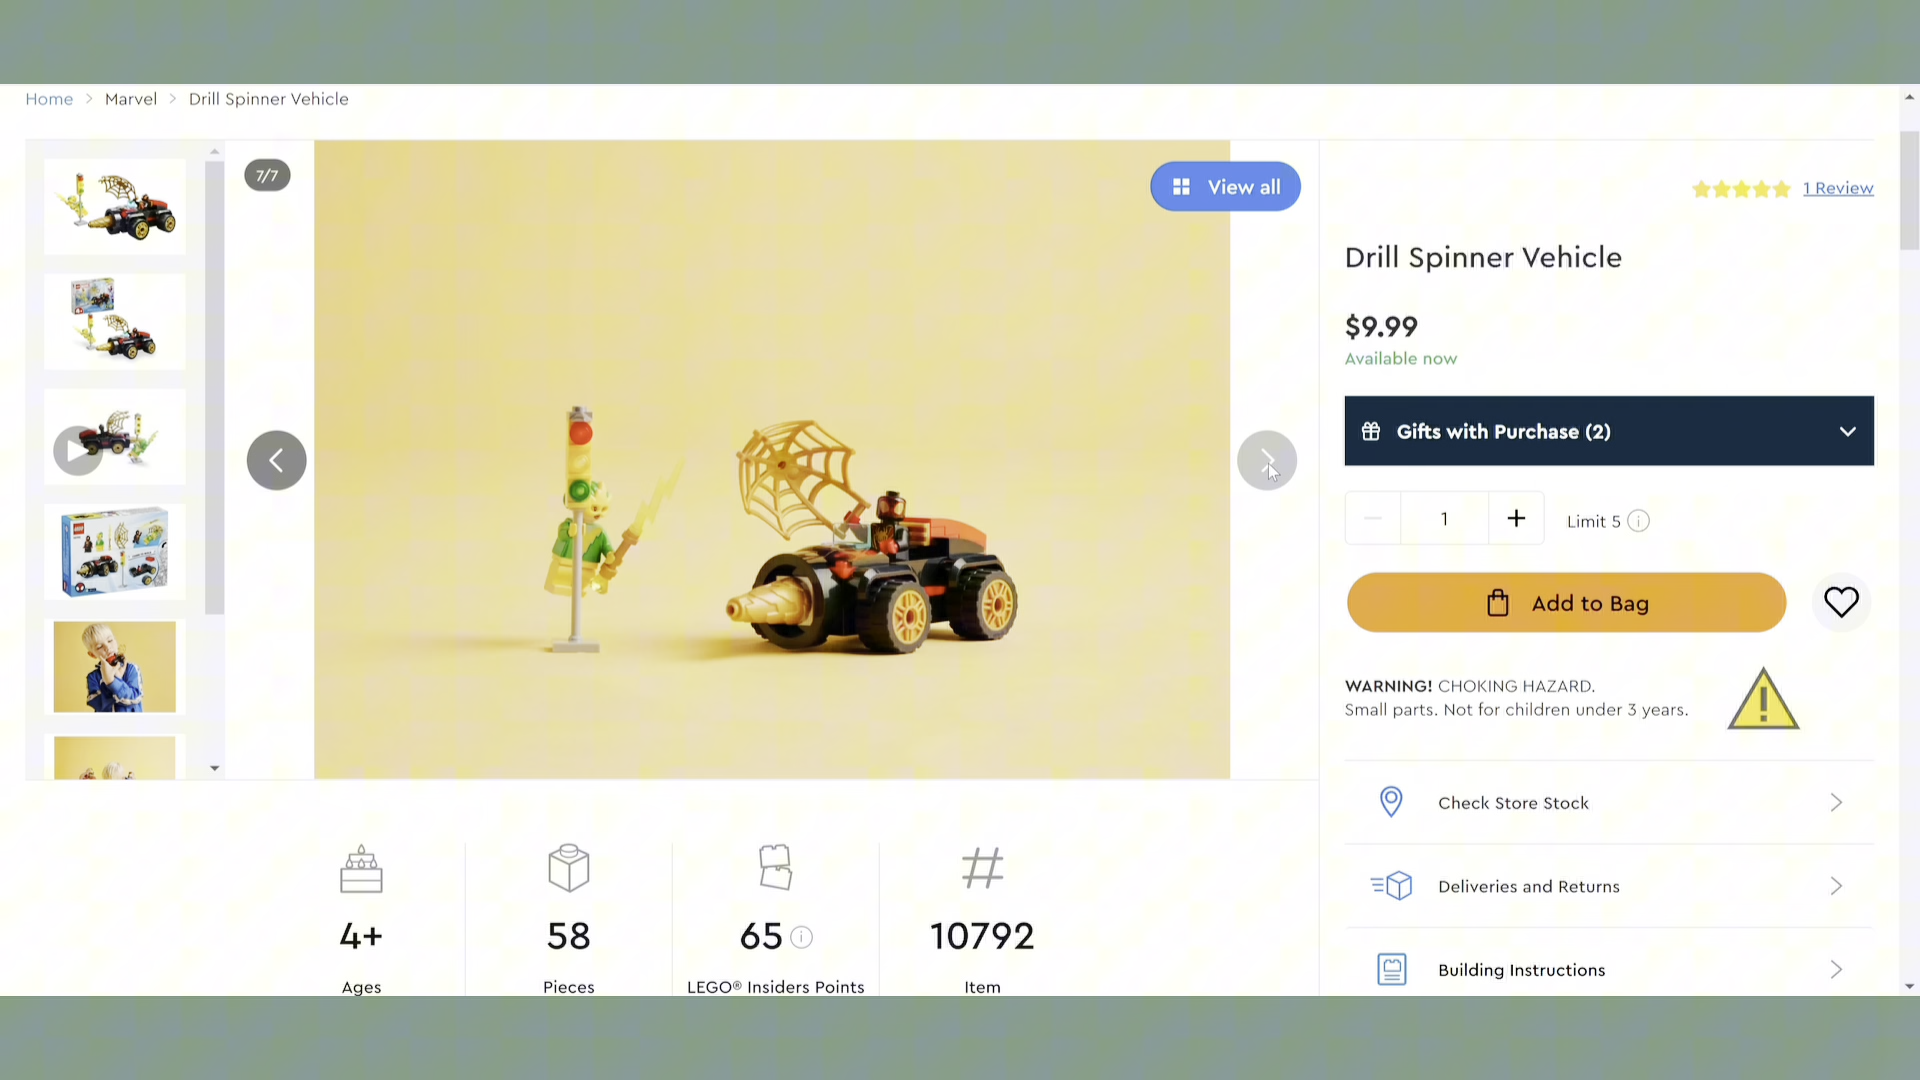 Home > Marvel > Drill Spinner Vehicle
7/7
View all
1 Review
Drill Spinner Vehicle
$9.99
Available now
Gifts with Purchase (2)
1
Limit 5
Add to Bag
WARNING! CHOKING HAZARD.
Small parts. Not for children under 3 years.
Check Store Stock
Deliveries and Returns
Building Instructions
4+
Ages
58
Pieces
65
LEGO® Insiders Points
10792
Item